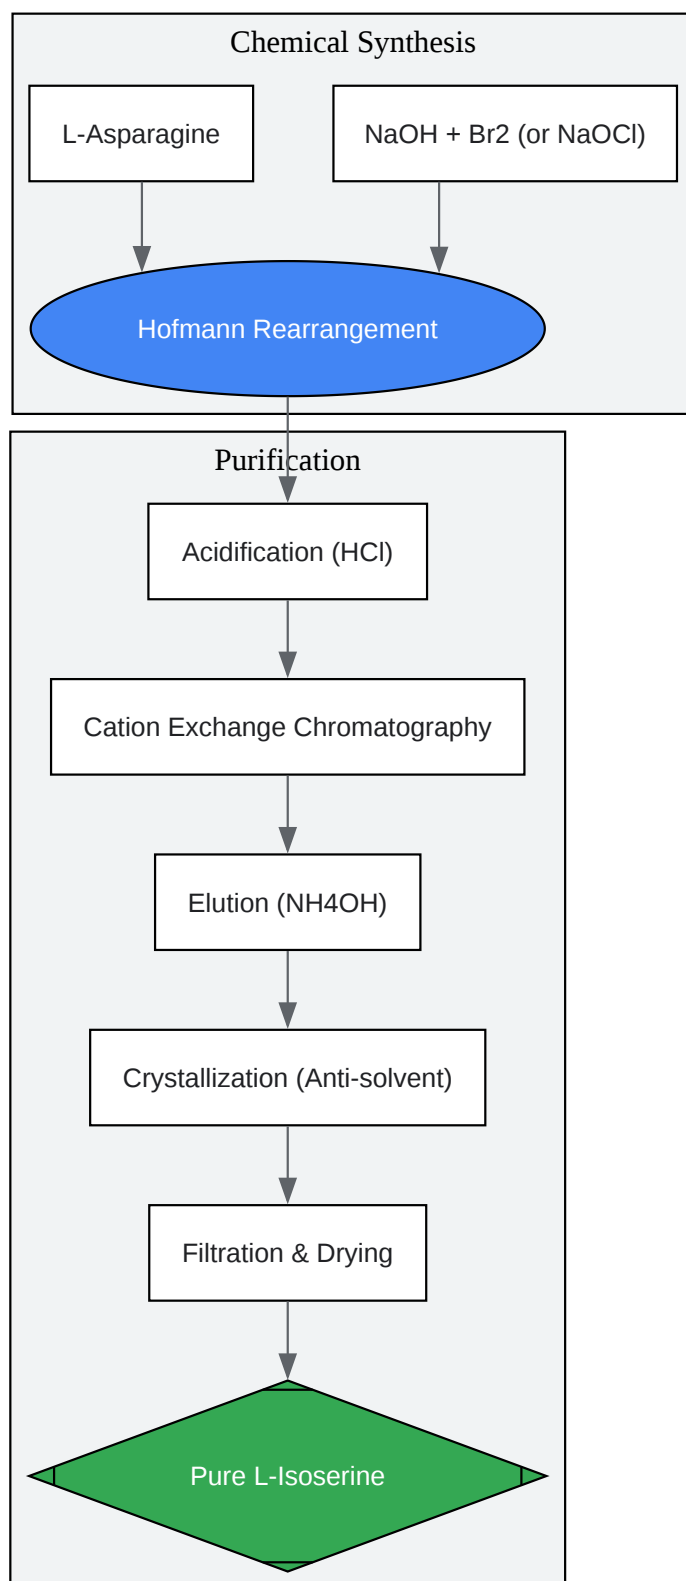 Chemical Synthesis
L-Asparagine
NaOH + Br2 (or NaOCl)
Hofmann Rearrangement
Purification
Acidification (HCl)
Cation Exchange Chromatography
Elution (NH4OH)
Crystallization (Anti-solvent)
Filtration & Drying
Pure L-Isoserine